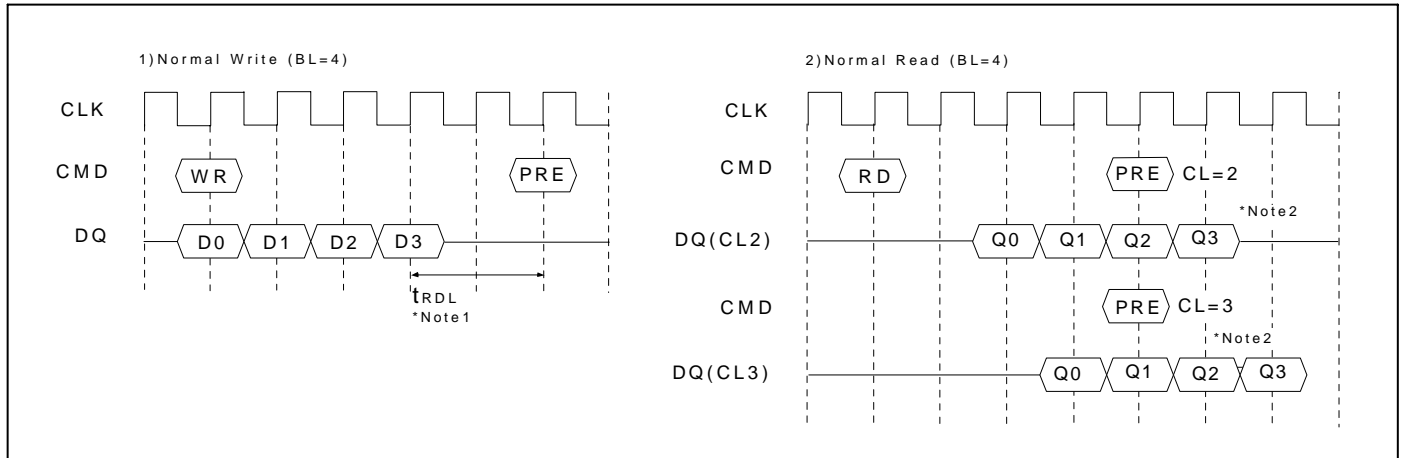 1)Normal Write (BL=4)
CLK
CMD WR PRE
DQ D0 D1 D2 D3
tRDL
*Note1
2)Normal Read (BL=4)
CLK
CMD RD PRE CL=2
*Note2
DQ(CL2) Q0 Q1 Q2 Q3
CMD PRE CL=3
*Note2
DQ(CL3) Q0 Q1 Q2 Q3